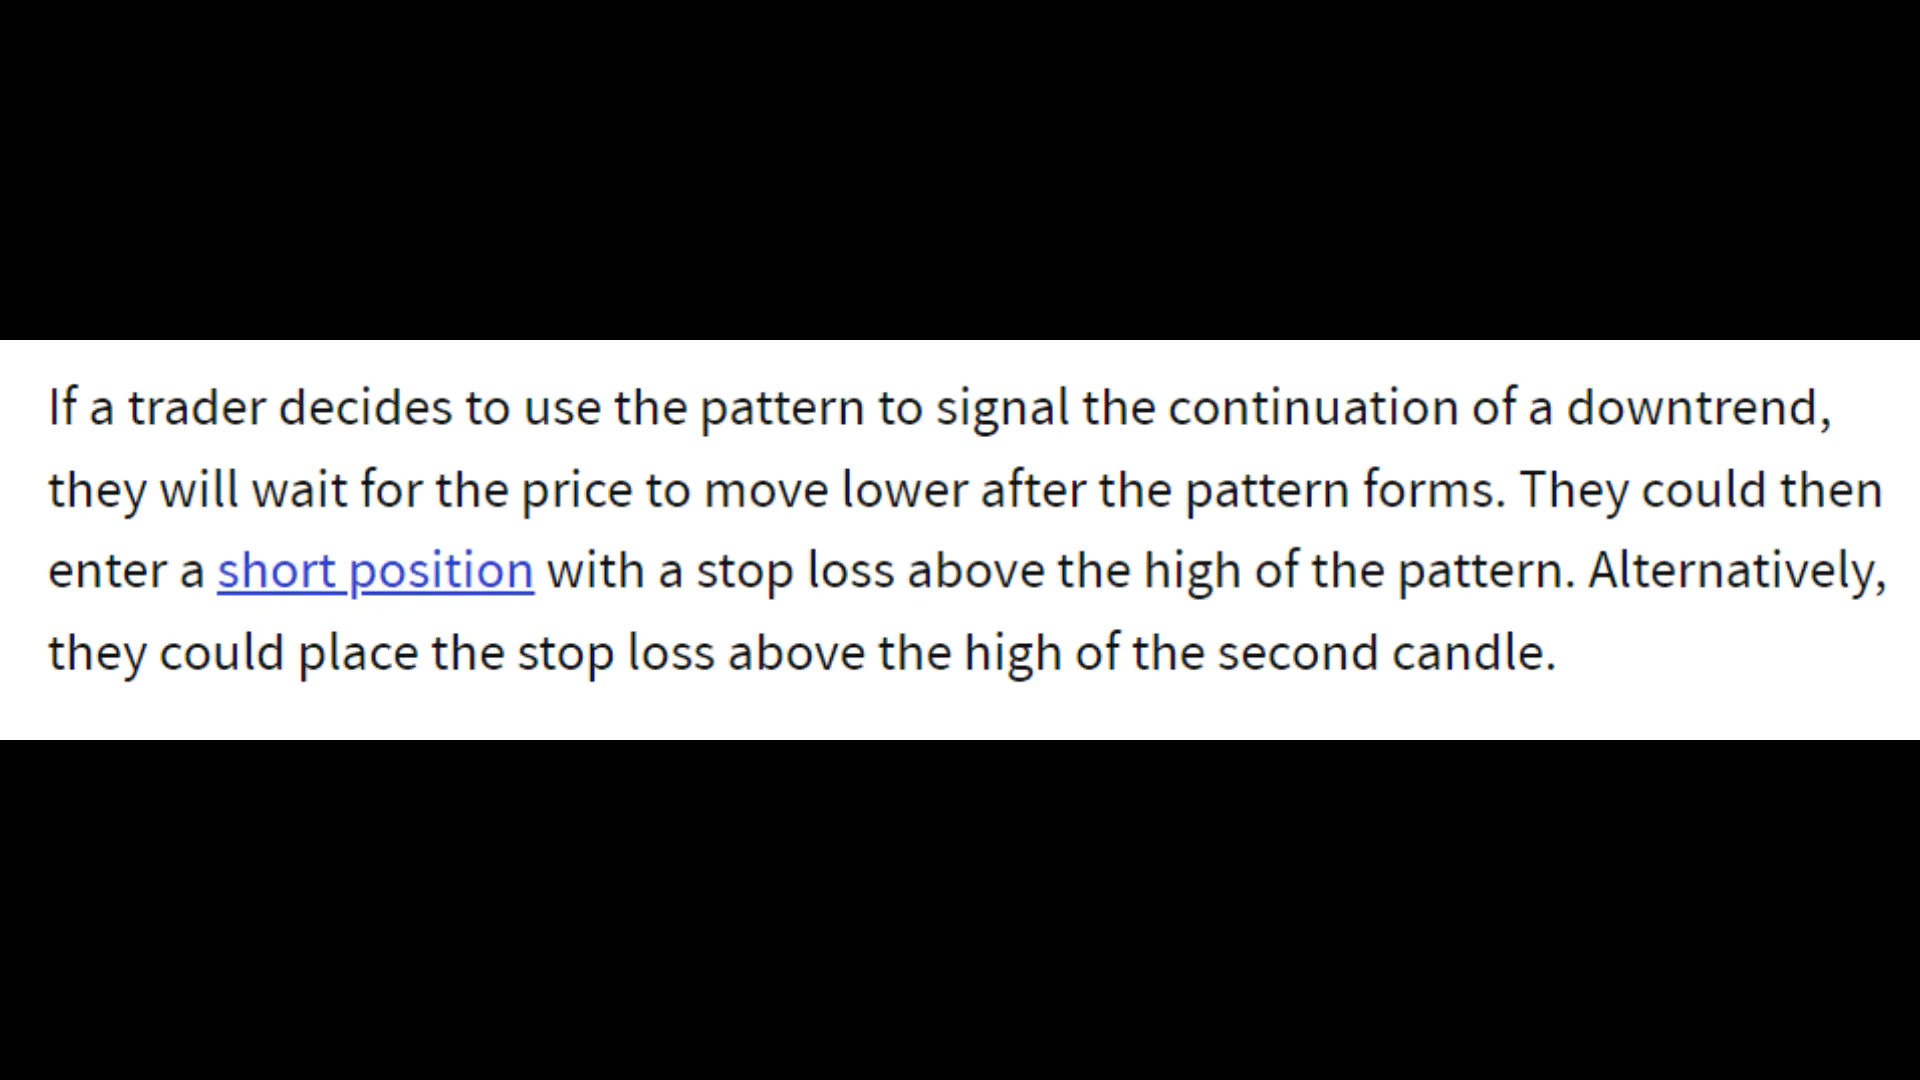 If a trader decides to use the pattern to signal the continuation of a downtrend,
they will wait for the price to move lower after the pattern forms. They could then
enter a short position with a stop loss above the high of the pattern. Alternatively,
they could place the stop loss above the high of the second candle.